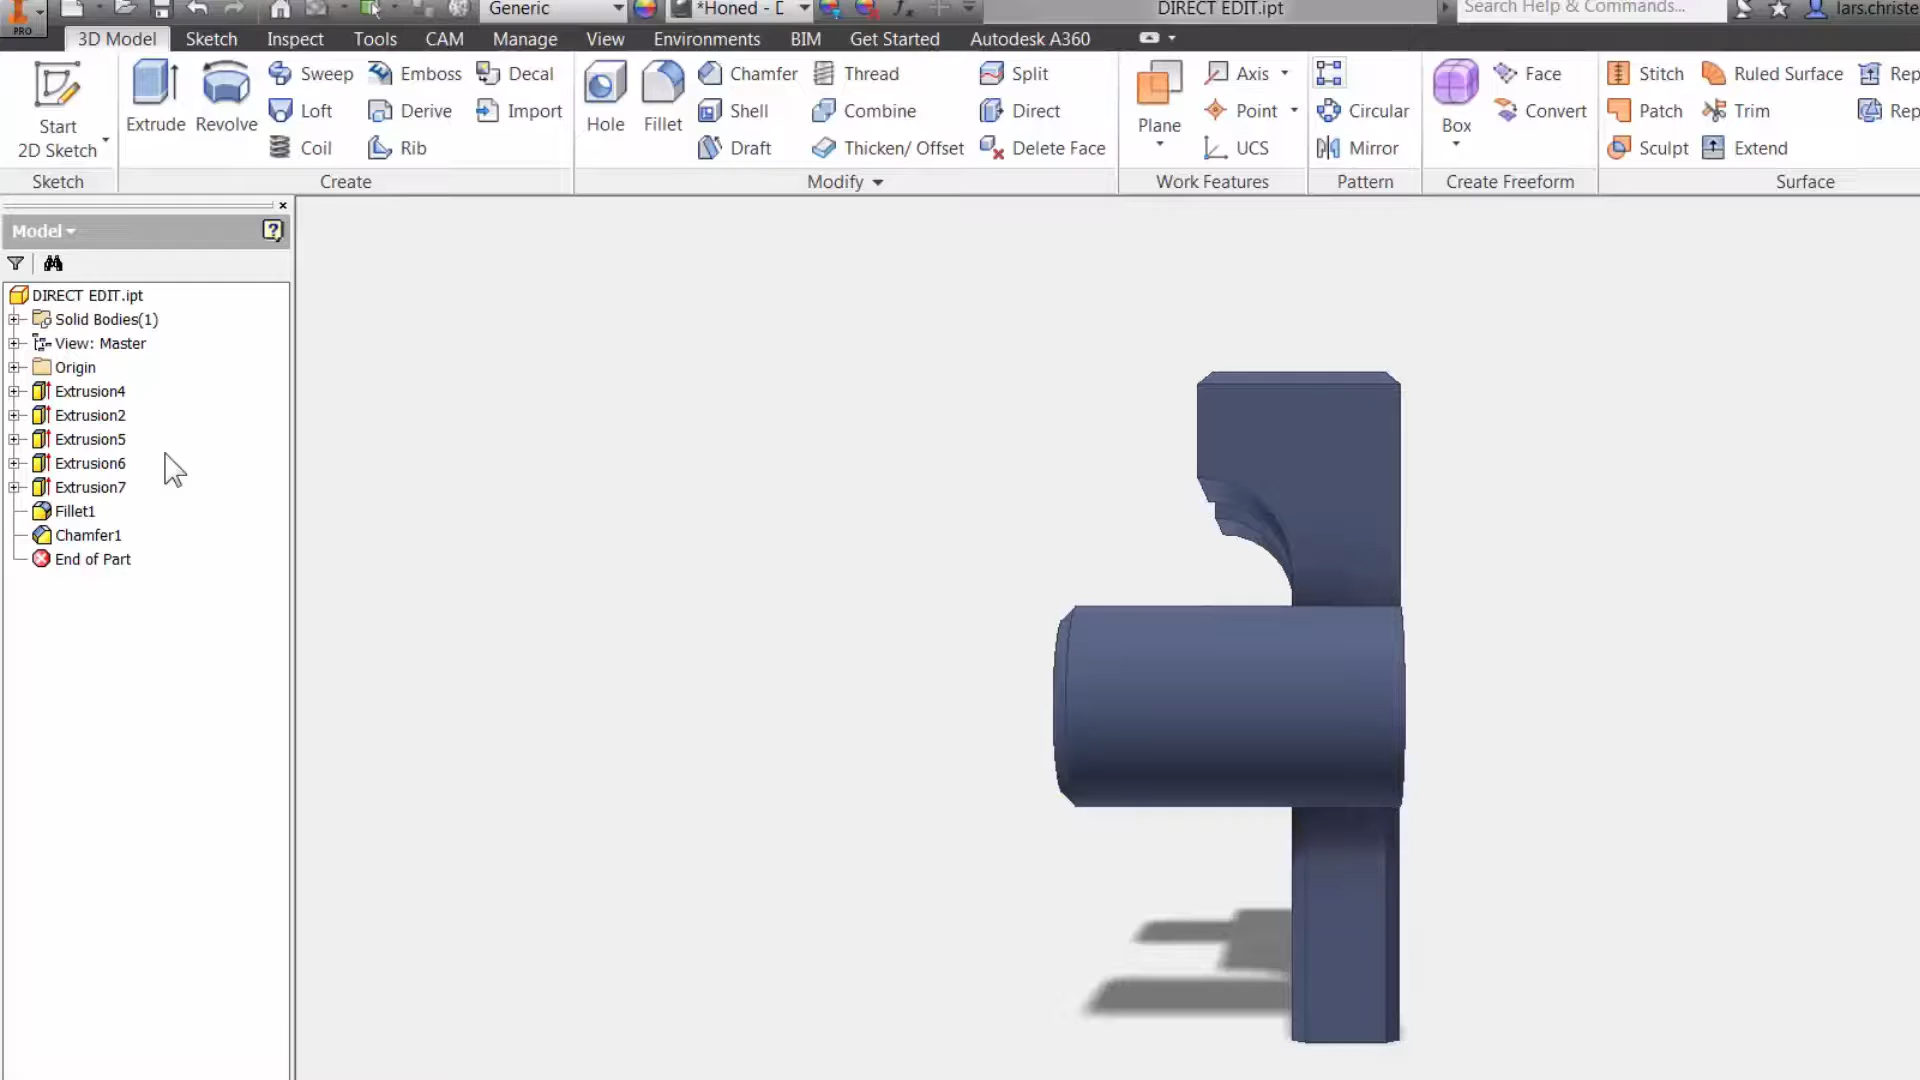 PRO
Generic
*Honed - D
DIRECT EDIT.ipt
Search Help & Commands...
lars.christe
3D Model
Sketch
Inspect
Tools
CAM
Manage
View
Environments
BIM
Get Started
Autodesk A360
Start
2D Sketch
Sketch
Extrude
Revolve
Sweep
Emboss
Decal
Loft
Derive
Import
Coil
Rib
Create
Hole
Fillet
Chamfer
Thread
Split
Shell
Combine
Direct
Draft
Thicken/ Offset
Delete Face
Modify
Plane
Axis
Point
UCS
Work Features
Circular
Mirror
Pattern
Box
Face
Convert
Create Freeform
Stitch
Ruled Surface
Rep
Patch
Trim
Rep
Sculpt
Extend
Surface
Model
DIRECT EDIT.ipt
Solid Bodies(1)
View: Master
Origin
Extrusion4
Extrusion2
Extrusion5
Extrusion6
Extrusion7
Fillet1
Chamfer1
End of Part